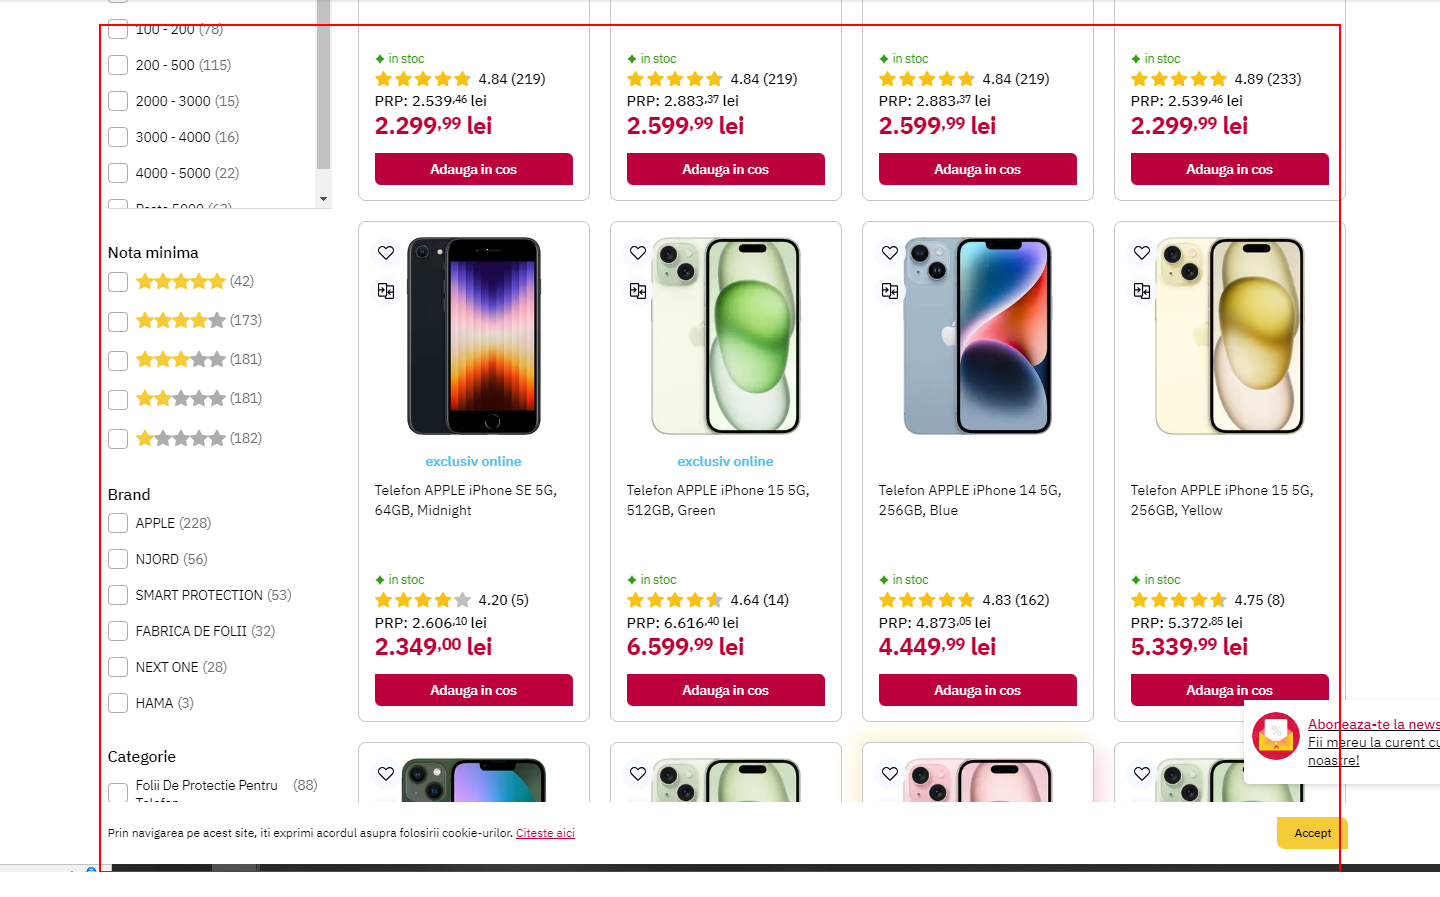 100 - 200 (78)
200 - 500 (115)
2000 - 3000 (15)
3000 - 4000 (16)
4000 - 5000 (22)
Peste 5000 (63)
Nota minima
(42)
(173)
(181)
(181)
(182)
Brand
APPLE (228)
NJORD (56)
SMART PROTECTION (53)
FABRICA DE FOLII (32)
NEXT ONE (28)
HAMA (3)
Categorie
Folii De Protectie Pentru (88)
Telefon
in stoc
4.84 (219)
PRP: 2.539,46 lei
2.299,99 lei
Adauga in cos
in stoc
4.84 (219)
PRP: 2.883,37 lei
2.599,99 lei
Adauga in cos
in stoc
4.84 (219)
PRP: 2.883,37 lei
2.599,99 lei
Adauga in cos
in stoc
4.89 (233)
PRP: 2.539,46 lei
2.299,99 lei
Adauga in cos
exclusiv online
Telefon APPLE iPhone SE 5G,
64GB, Midnight
in stoc
4.20 (5)
PRP: 2.606,10 lei
2.349,00 lei
Adauga in cos
exclusiv online
Telefon APPLE iPhone 15 5G,
512GB, Green
in stoc
4.64 (14)
PRP: 6.616,40 lei
6.599,99 lei
Adauga in cos
Telefon APPLE iPhone 14 5G,
256GB, Blue
in stoc
4.83 (162)
PRP: 4.873,05 lei
4.449,99 lei
Adauga in cos
Telefon APPLE iPhone 15 5G,
256GB, Yellow
in stoc
4.75 (8)
PRP: 5.372,85 lei
5.339,99 lei
Adauga in cos
%
Aboneaza-te la news
Fii mereu la curent cu
noastre!
Prin navigarea pe acest site, iti exprimi acordul asupra folosirii cookie-urilor. Citeste aici
Accept